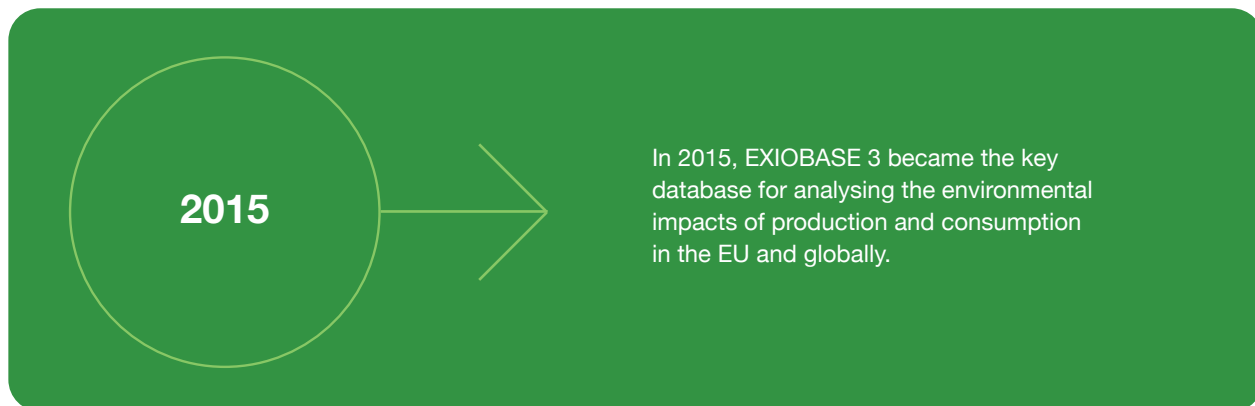 2015
In 2015, EXIOBASE 3 became the key
database for analysing the environmental
impacts of production and consumption
in the EU and globally.